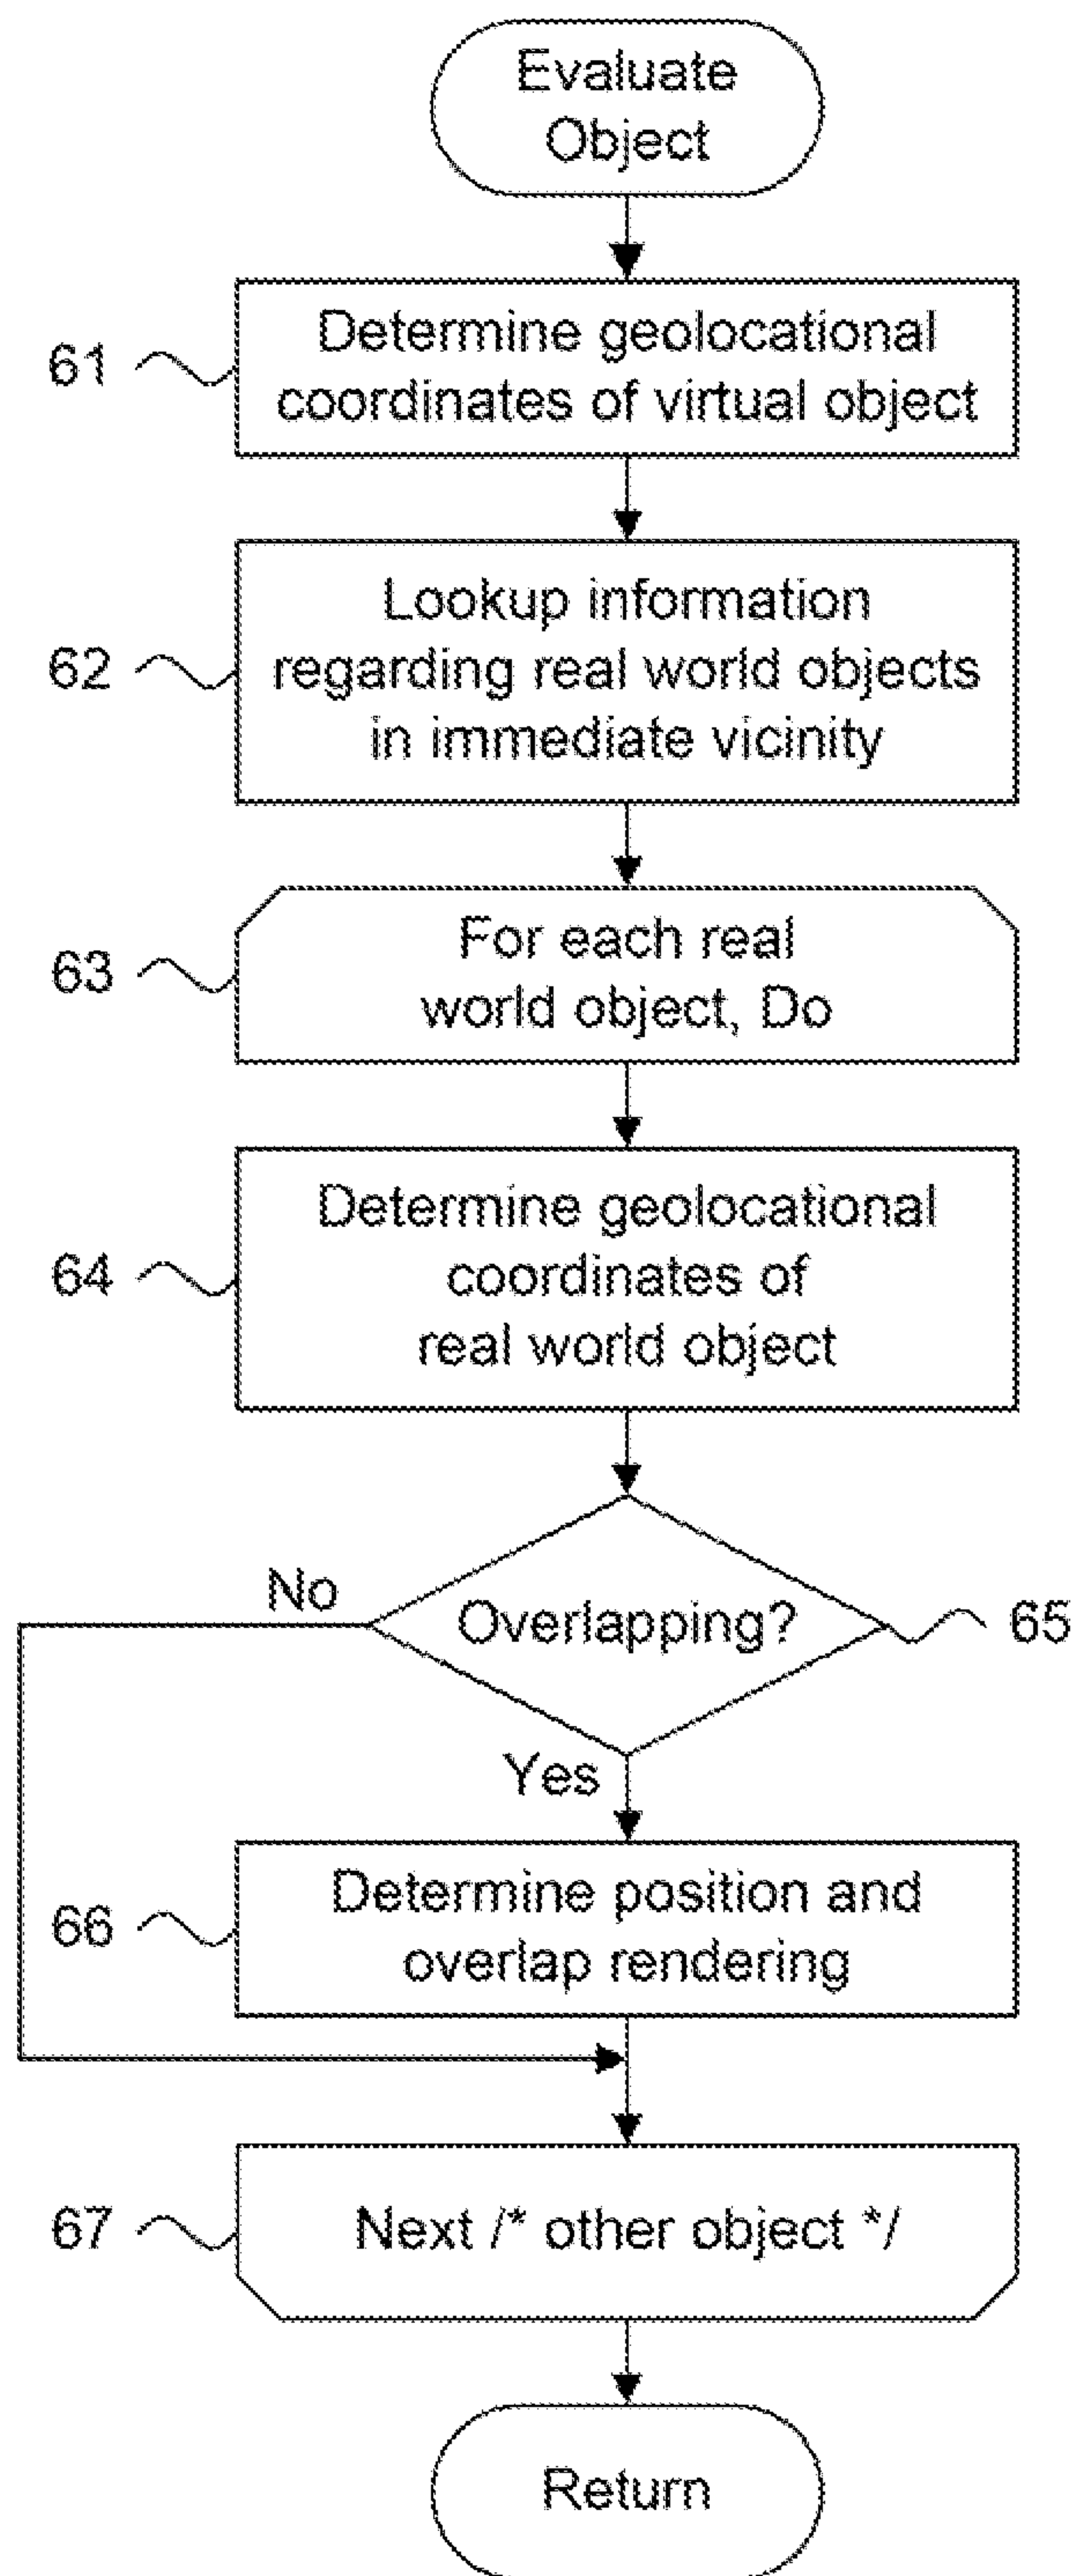 Evaluate
Object
61
Determine geolocational
coordinates of virtual object
62
Lookup information
regarding real world objects
in immediate vicinity
63
For each real
world object, Do
64
Determine geolocational
coordinates of
real world object
No
Overlapping?
65
Yes
66
Determine position and
overlap rendering
67
Next /* other object */
Return